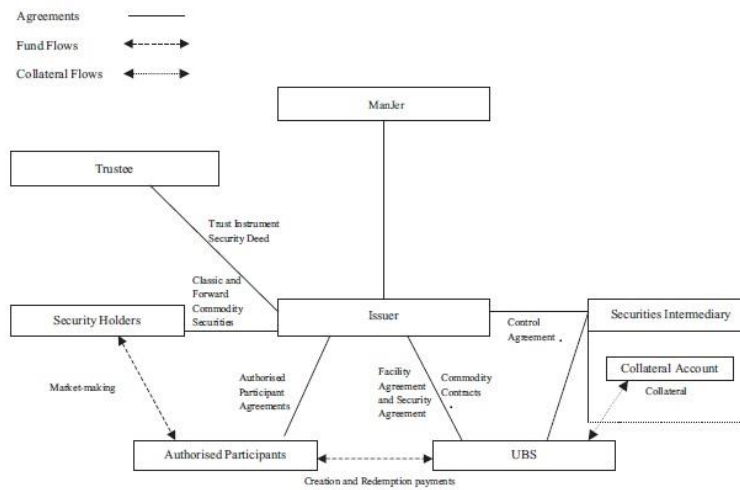 Agreements
Fund Flows
Collateral Flows
ManJer
Trustee
Trust Instrument
Security Deed
Classic and
Forward
Commodity
Securities
Security Holders
Issuer
Securities Intermediary
Control
Agreement
Collateral Account
Collateral
Market-making
Authorised
Participant
Agreements
Facility
Agreement
and Security
Agreement
Commodity
Contracts
Authorised Participants
UBS
Creation and Redemption payments